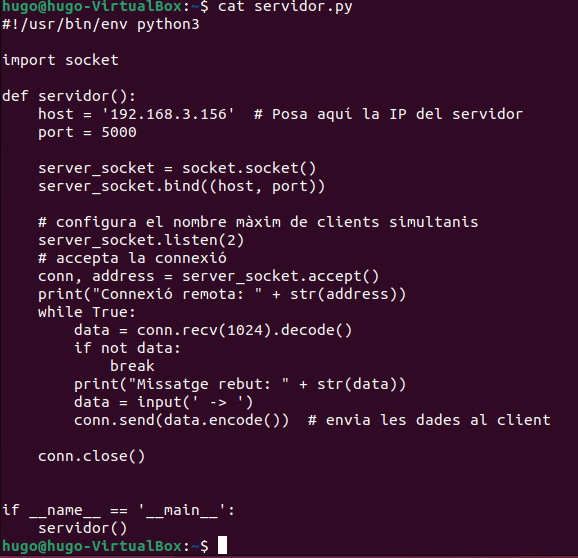 hugo@hugo-VirtualBox:~$ cat servidor.py
#!/usr/bin/env python3

import socket

def servidor():
    host = '192.168.3.156'  # Posa aquí la IP del servidor
    port = 5000

    server_socket = socket.socket()
    server_socket.bind((host, port))

    # configura el nombre màxim de clients simultanis
    server_socket.listen(2)
    # accepta la connexió
    conn, address = server_socket.accept()
    print("Connexió remota: " + str(address))
    while True:
        data = conn.recv(1024).decode()
        if not data:
            break
        print("Missatge rebut: " + str(data))
        data = input(' -> ')
        conn.send(data.encode())  # envia les dades al client

    conn.close()


if __name__ == '__main__':
    servidor()
hugo@hugo-VirtualBox:~$